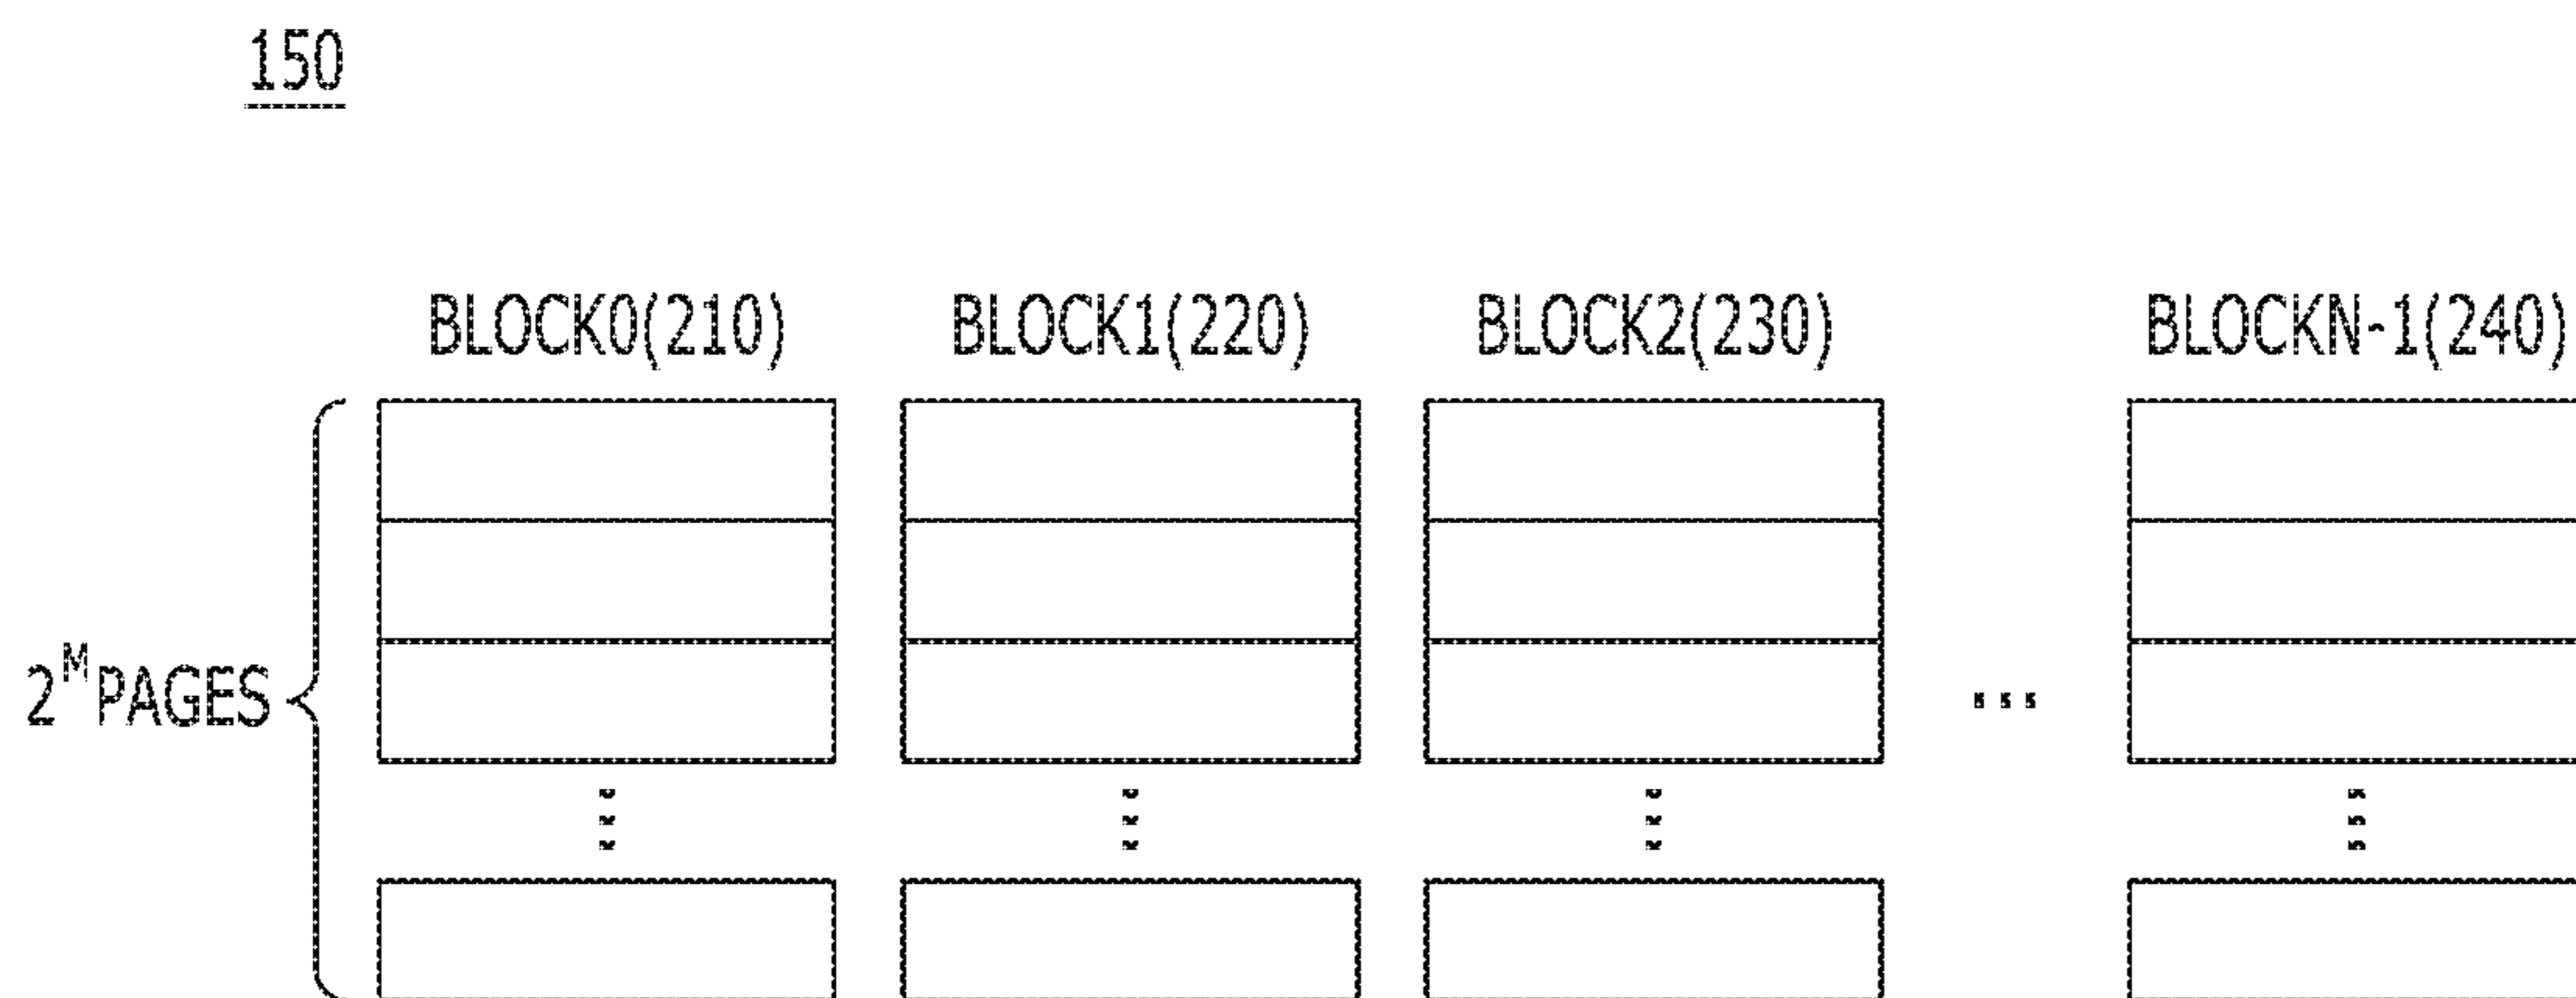 150
BLOCK0(210) BLOCK1(220) BLOCK2(230) BLOCKN-1(240)
2^M PAGES
...